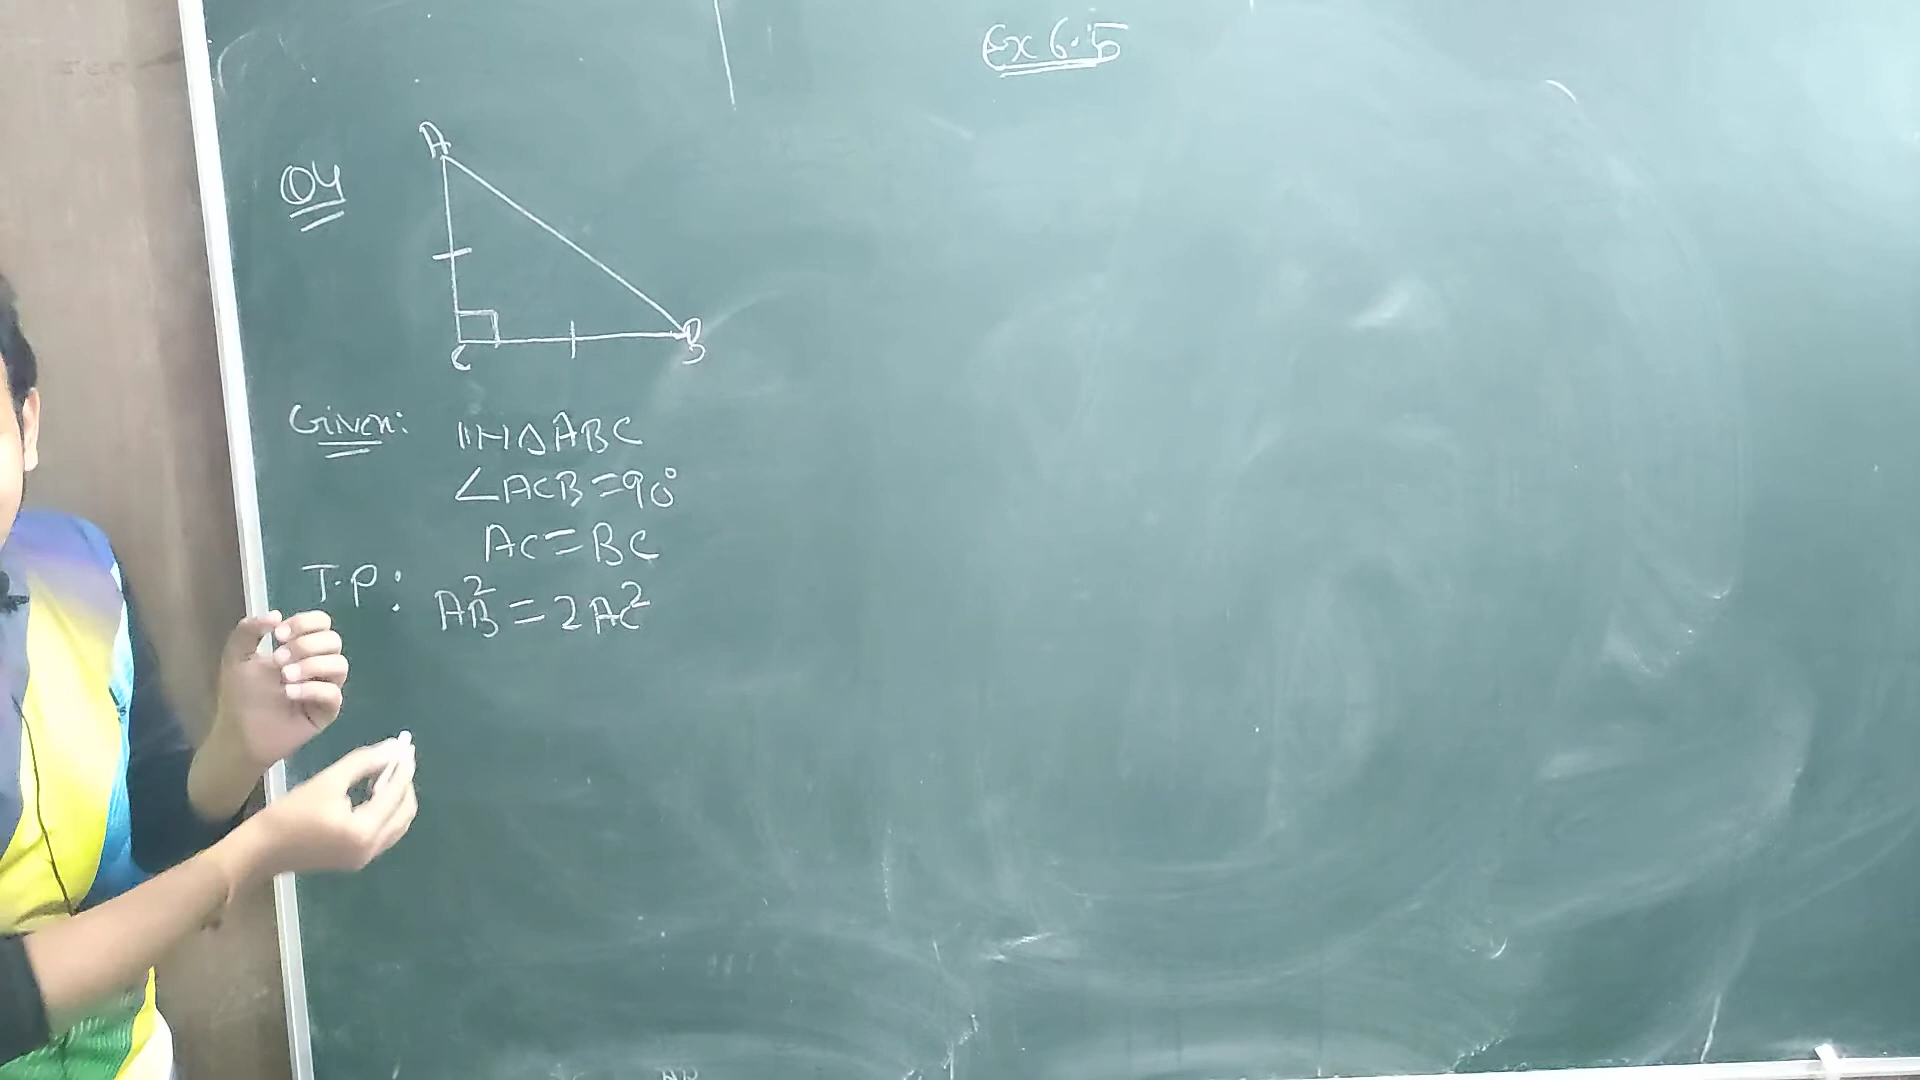 Ex 6.5
Q4
A
C
B
Given: In △ABC
∠ACB=90°
AC=BC
T.P: AB²=2AC²